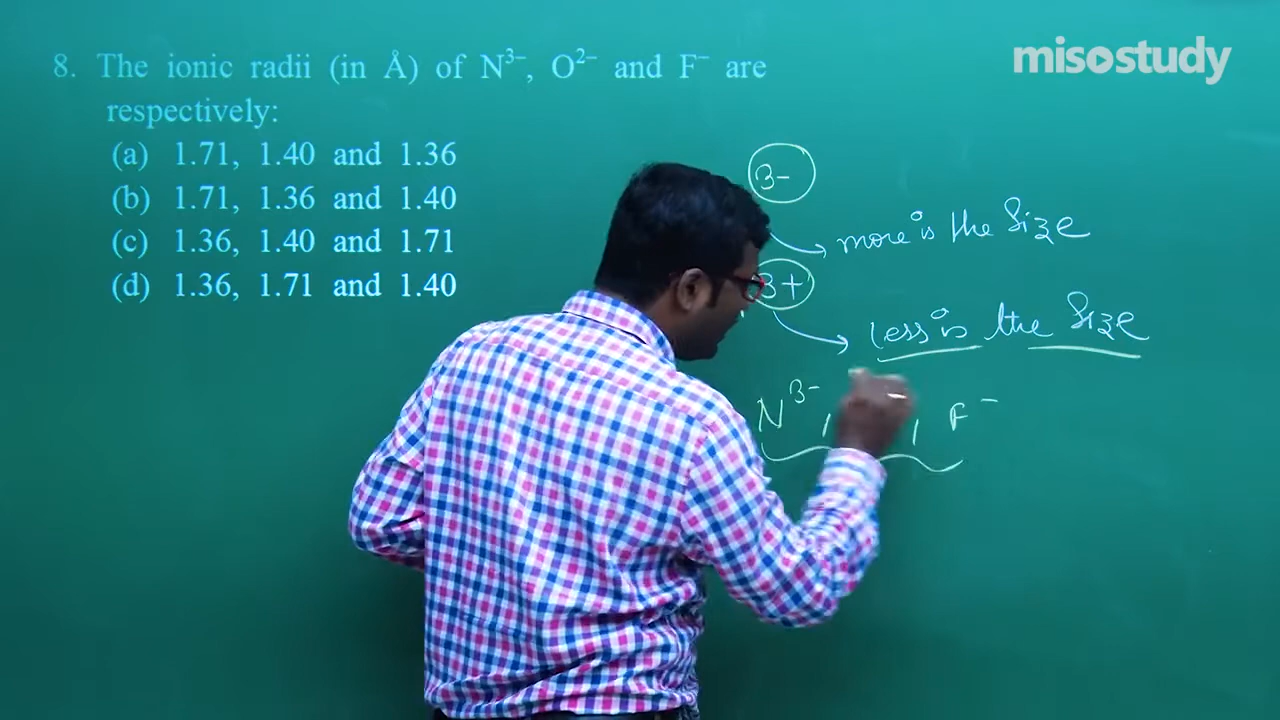 misostudy
8. The ionic radii (in Å) of N³⁻, O²⁻ and F⁻ are
respectively:
(a) 1.71, 1.40 and 1.36
(b) 1.71, 1.36 and 1.40
(c) 1.36, 1.40 and 1.71
(d) 1.36, 1.71 and 1.40
3-
more is the Size
3+
less is the Size
N³⁻, , F⁻